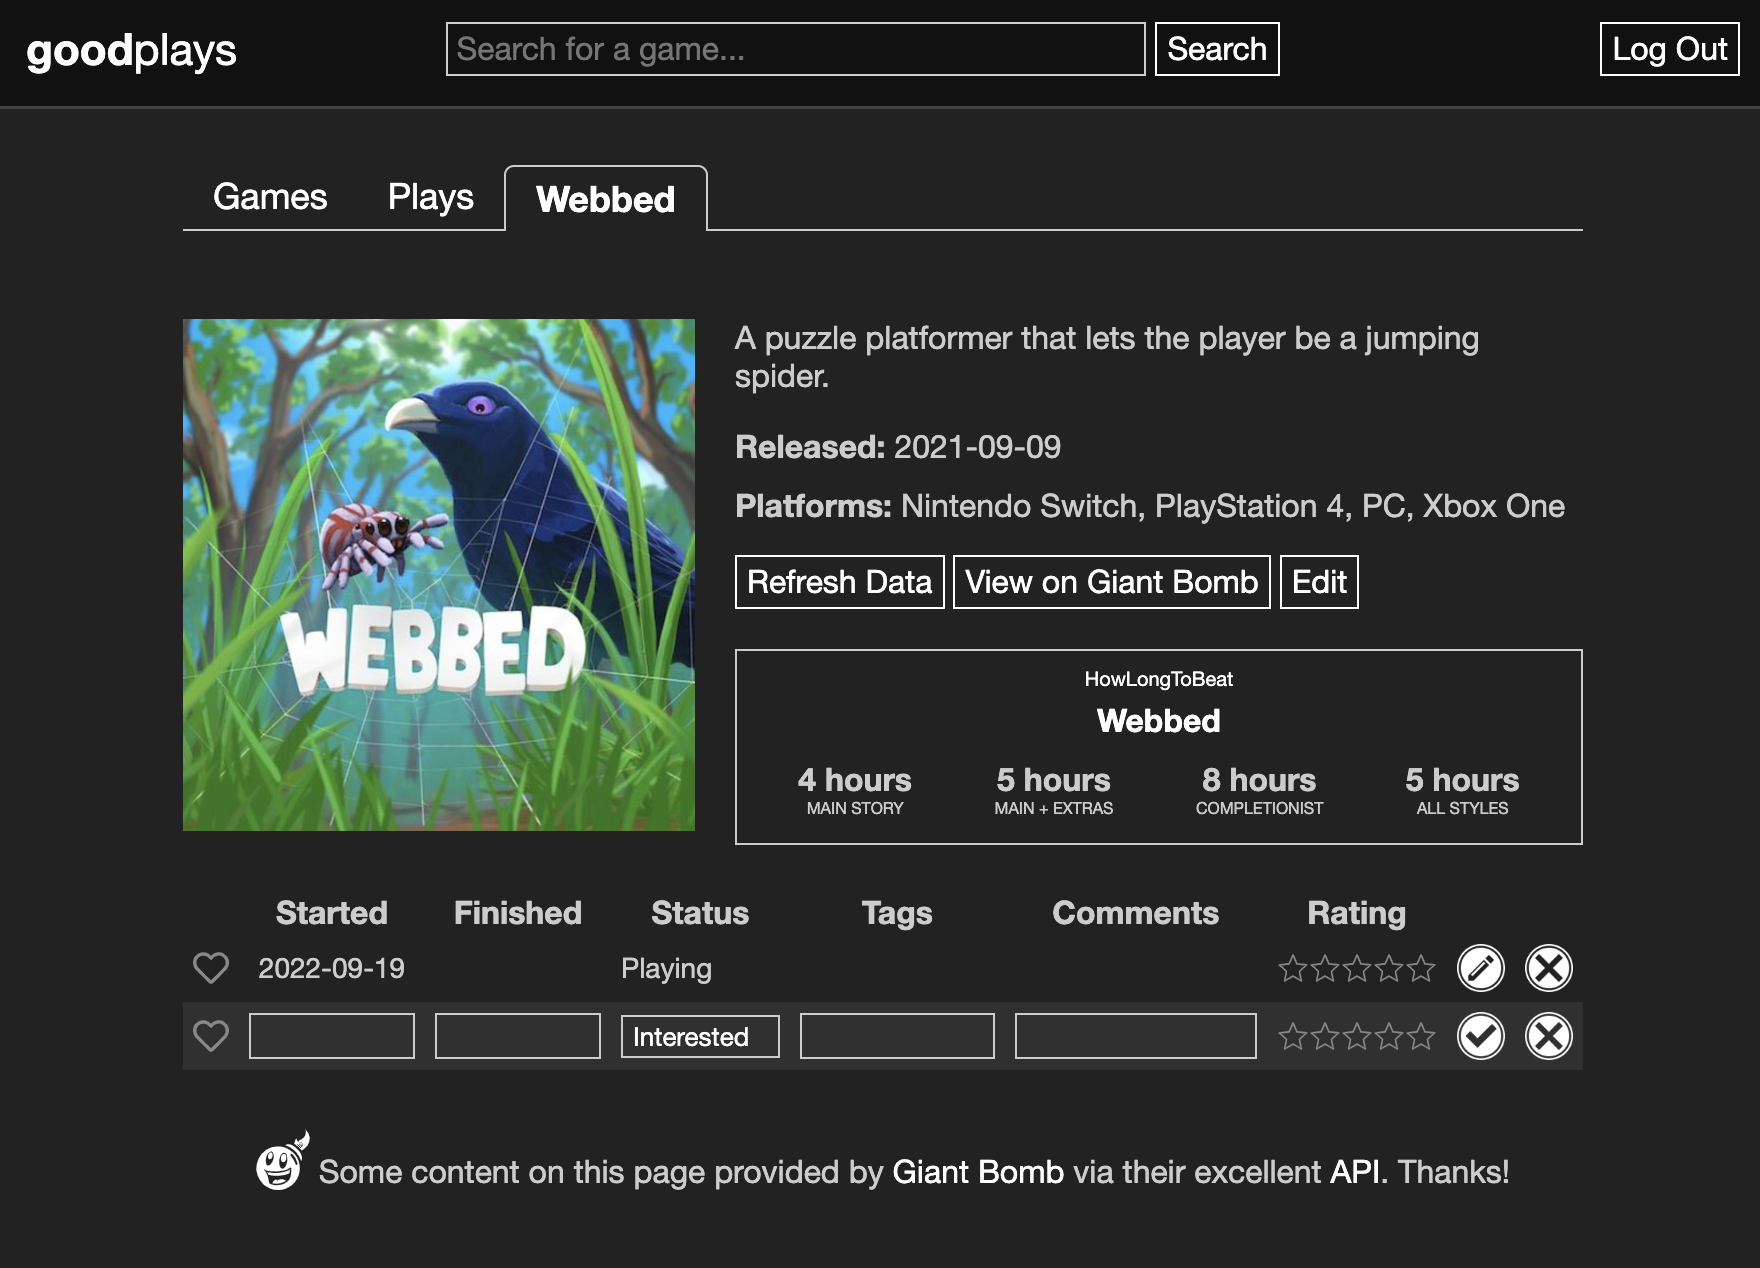 goodplays Search for a game... Search Log Out
Games Plays Webbed
WEBBED
A puzzle platformer that lets the player be a jumping
spider.
Released: 2021-09-09
Platforms: Nintendo Switch, PlayStation 4, PC, Xbox One
Refresh Data View on Giant Bomb Edit
HowLongToBeat
Webbed
4 hours 5 hours 8 hours 5 hours
MAIN STORY MAIN + EXTRAS COMPLETIONIST ALL STYLES
Started Finished Status Tags Comments Rating
2022-09-19 Playing
Interested
Some content on this page provided by Giant Bomb via their excellent API. Thanks!